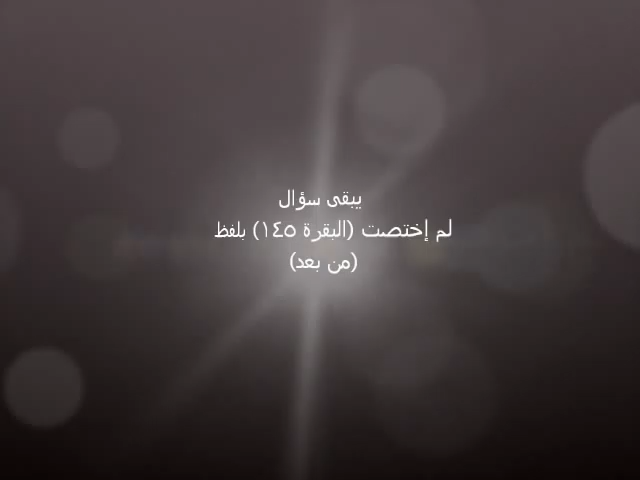 يبقى سؤال
لم إختصت (البقرة ١٤٥) بلفظ
(من بعد)